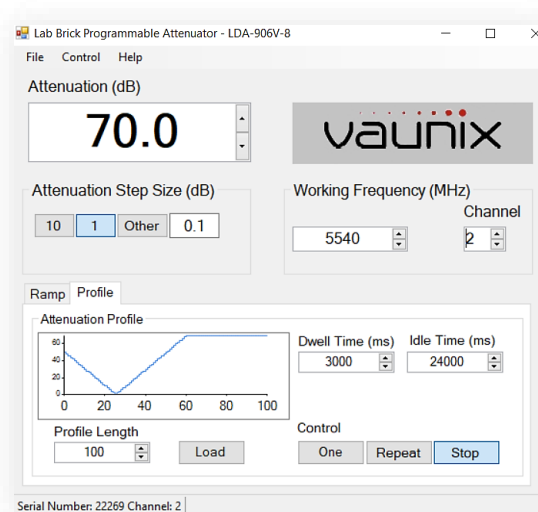 Lab Brick Programmable Attenuator - LDA-906V-8
File Control Help
Attenuation (dB)
70.0
vaunix
Attenuation Step Size (dB)
10 1 Other 0.1
Working Frequency (MHz)
Channel
5540 2
Ramp Profile
Attenuation Profile
60
40
20
0
0 20 40 60 80 100
Dwell Time (ms) Idle Time (ms)
3000 24000
Profile Length
100 Load
Control
One Repeat Stop
Serial Number: 22269 Channel: 2